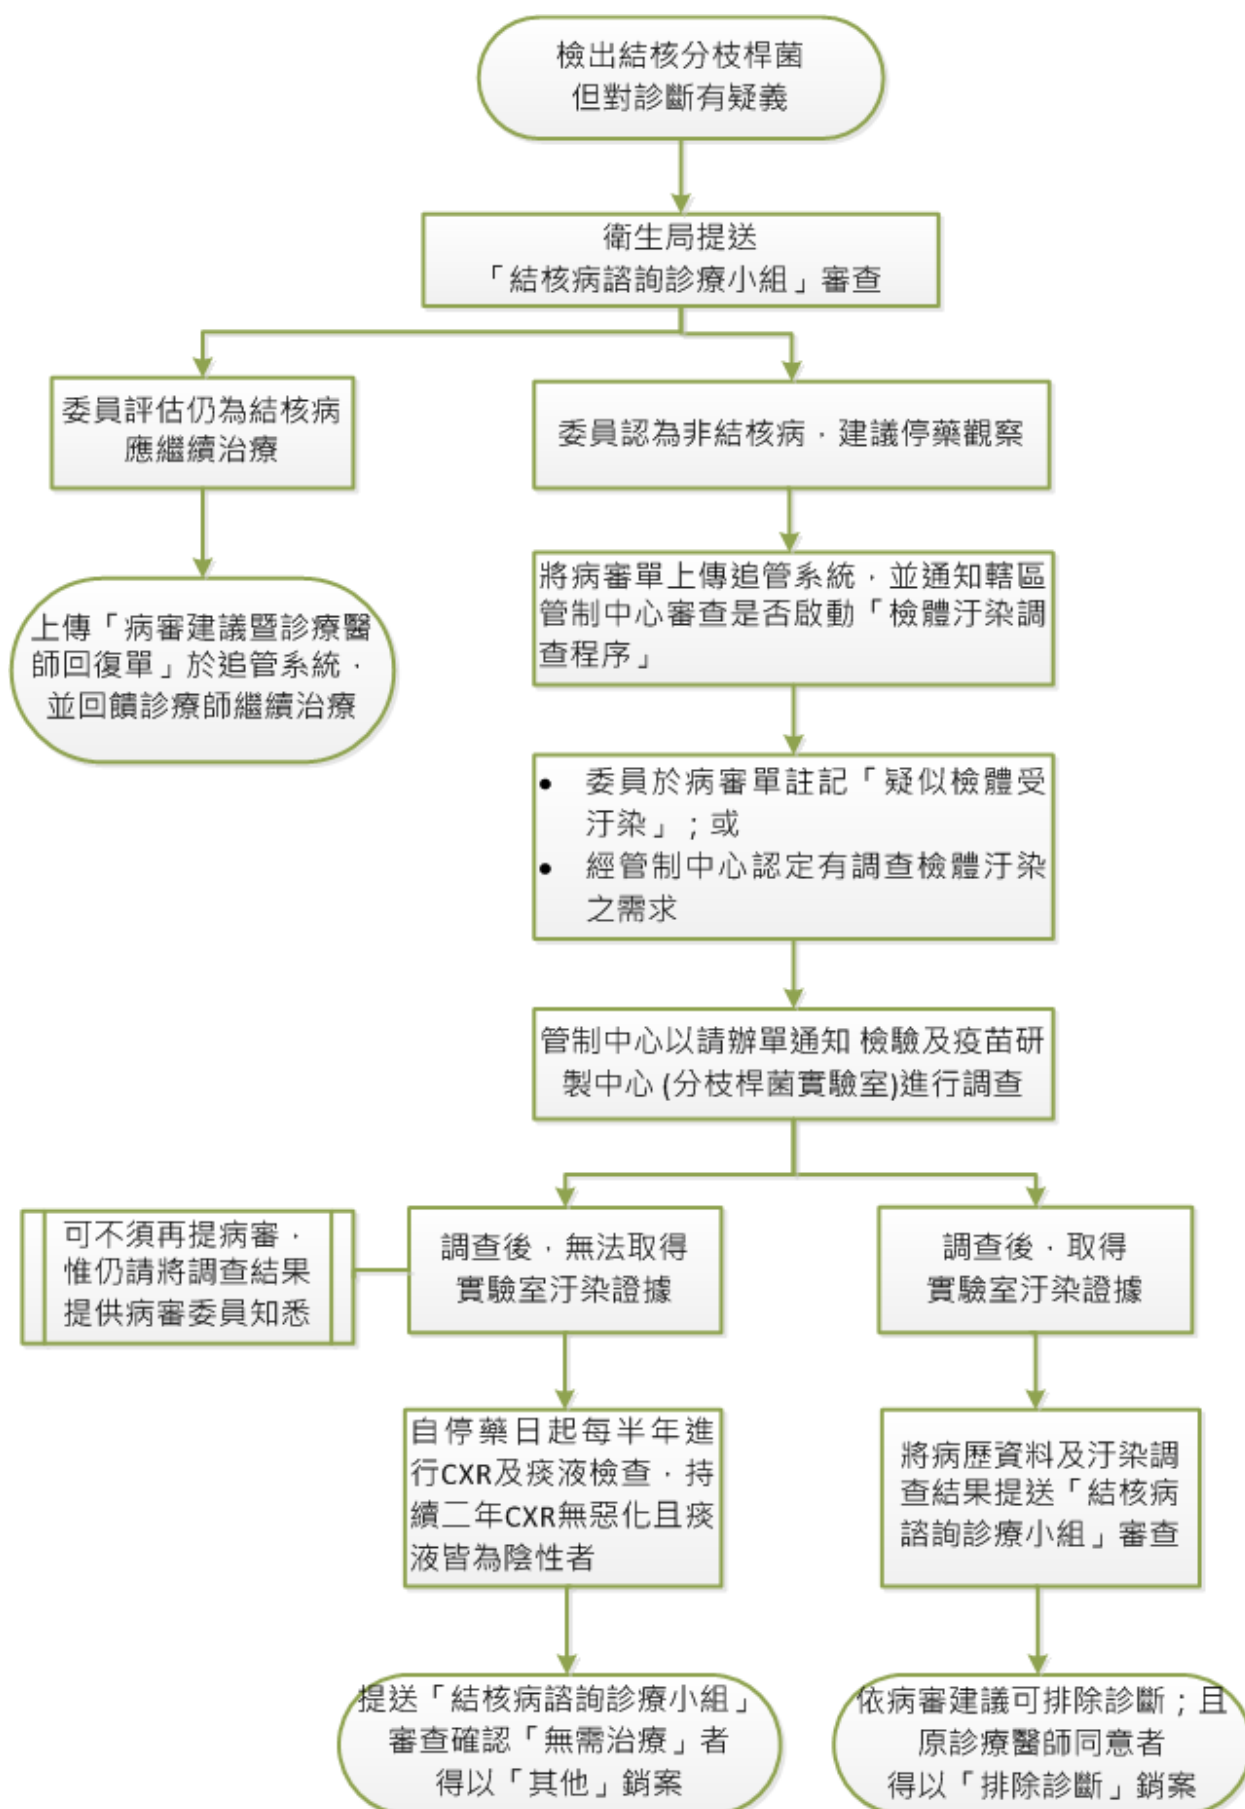 檢出結核分枝桿菌
但對診斷有疑義
衛生局提送
「結核病諮詢診療小組」審查
委員評估仍為結核病
應繼續治療
委員認為非結核病，建議停藥觀察
上傳「病審建議暨診療醫
師回復單」於追管系統，
並回饋診療師繼續治療
將病審單上傳追管系統，並通知轄區
管制中心審查是否啟動「檢體汙染調
查程序」
• 委員於病審單註記「疑似檢體受
汙染」；或
• 經管制中心認定有調查檢體汙染
之需求
管制中心以請辦單通知 檢驗及疫苗研
製中心 (分枝桿菌實驗室)進行調查
可不須再提病審，
惟仍請將調查結果
提供病審委員知悉
調查後，無法取得
實驗室汙染證據
調查後，取得
實驗室汙染證據
自停藥日起每半年進
行CXR及痰液檢查，持
續二年CXR無惡化且痰
液皆為陰性者
將病歷資料及汙染調
查結果提送「結核病
諮詢診療小組」審查
提送「結核病諮詢診療小組」
審查確認「無需治療」者
得以「其他」銷案
依病審建議可排除診斷；且
原診療醫師同意者
得以「排除診斷」銷案